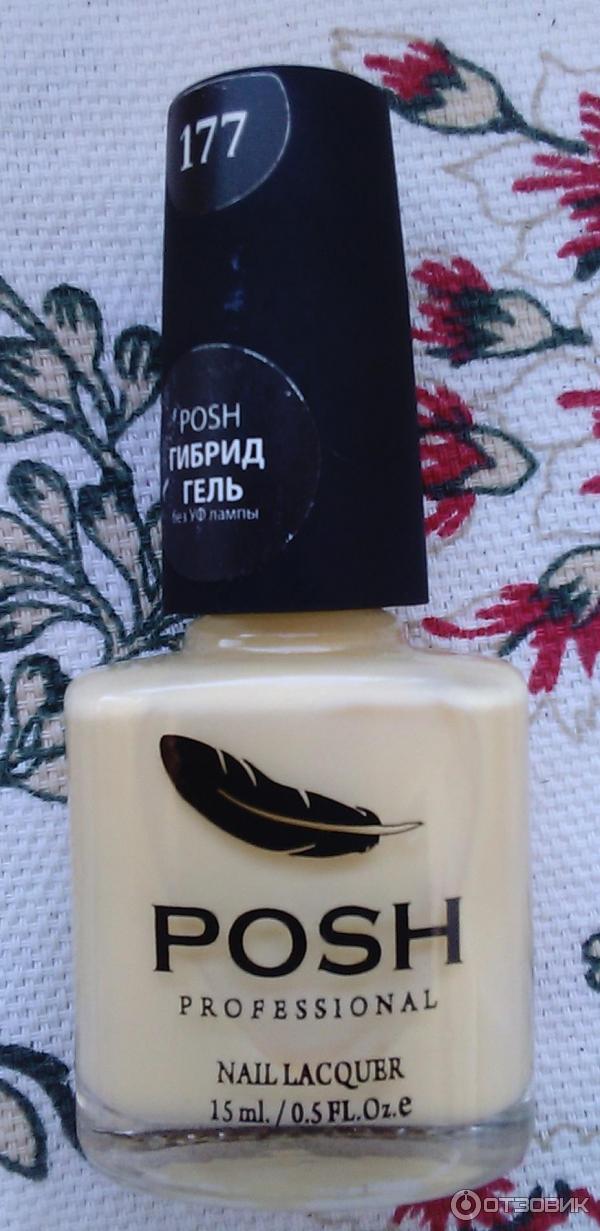 177
POSH
ГИБРИД
ГЕЛЬ
без УФ лампы
POSH
PROFESSIONAL
NAIL LACQUER
15 ml. / 0.5 FL.Oz.e
ОТЗОВИК